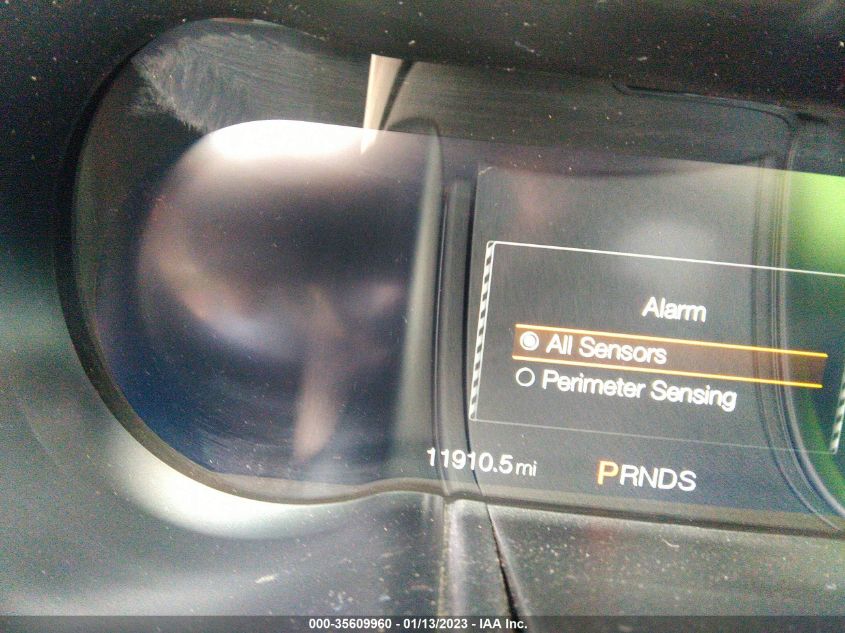 Alarm
All Sensors
Perimeter Sensing
11910.5 mi
PRNDS
000-35609960 - 01/13/2023 - IAA Inc.